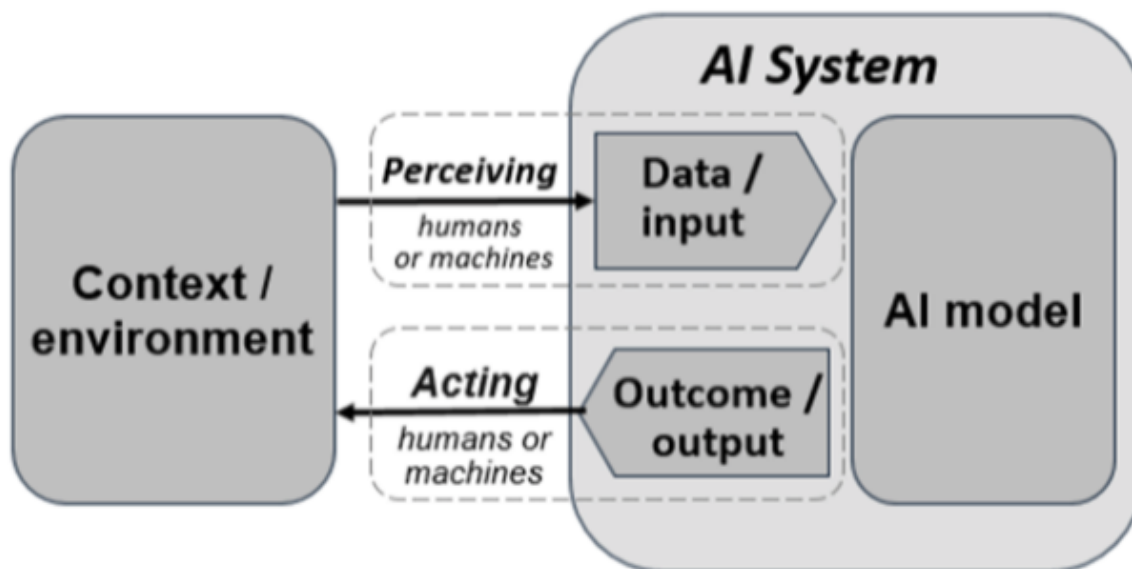 AI System
Perceiving
humans
or machines
Data /
input
Context /
environment
AI model
Acting
humans or
machines
Outcome /
output